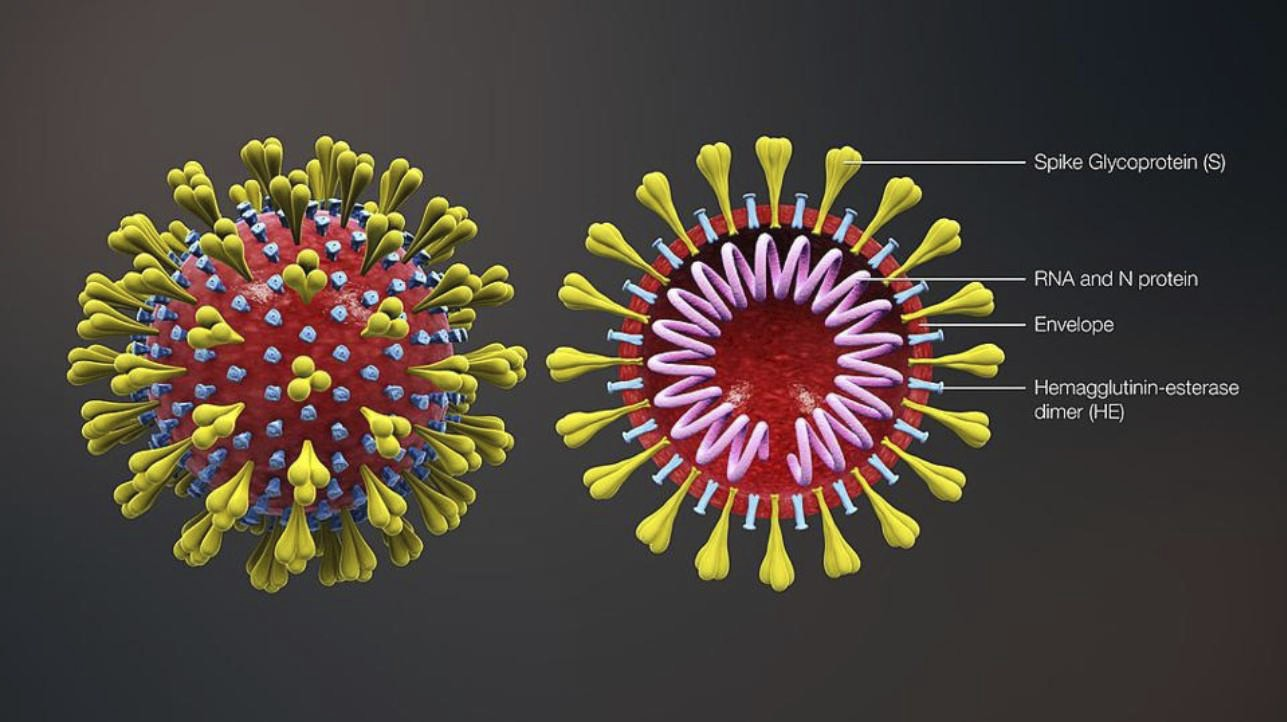 Spike Glycoprotein (S)
RNA and N protein
Envelope
Hemagglutinin-esterase
dimer (HE)